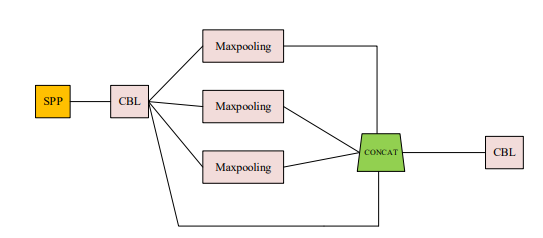 Maxpooling
SPP
CBL
Maxpooling
Maxpooling
CONCAT
CBL